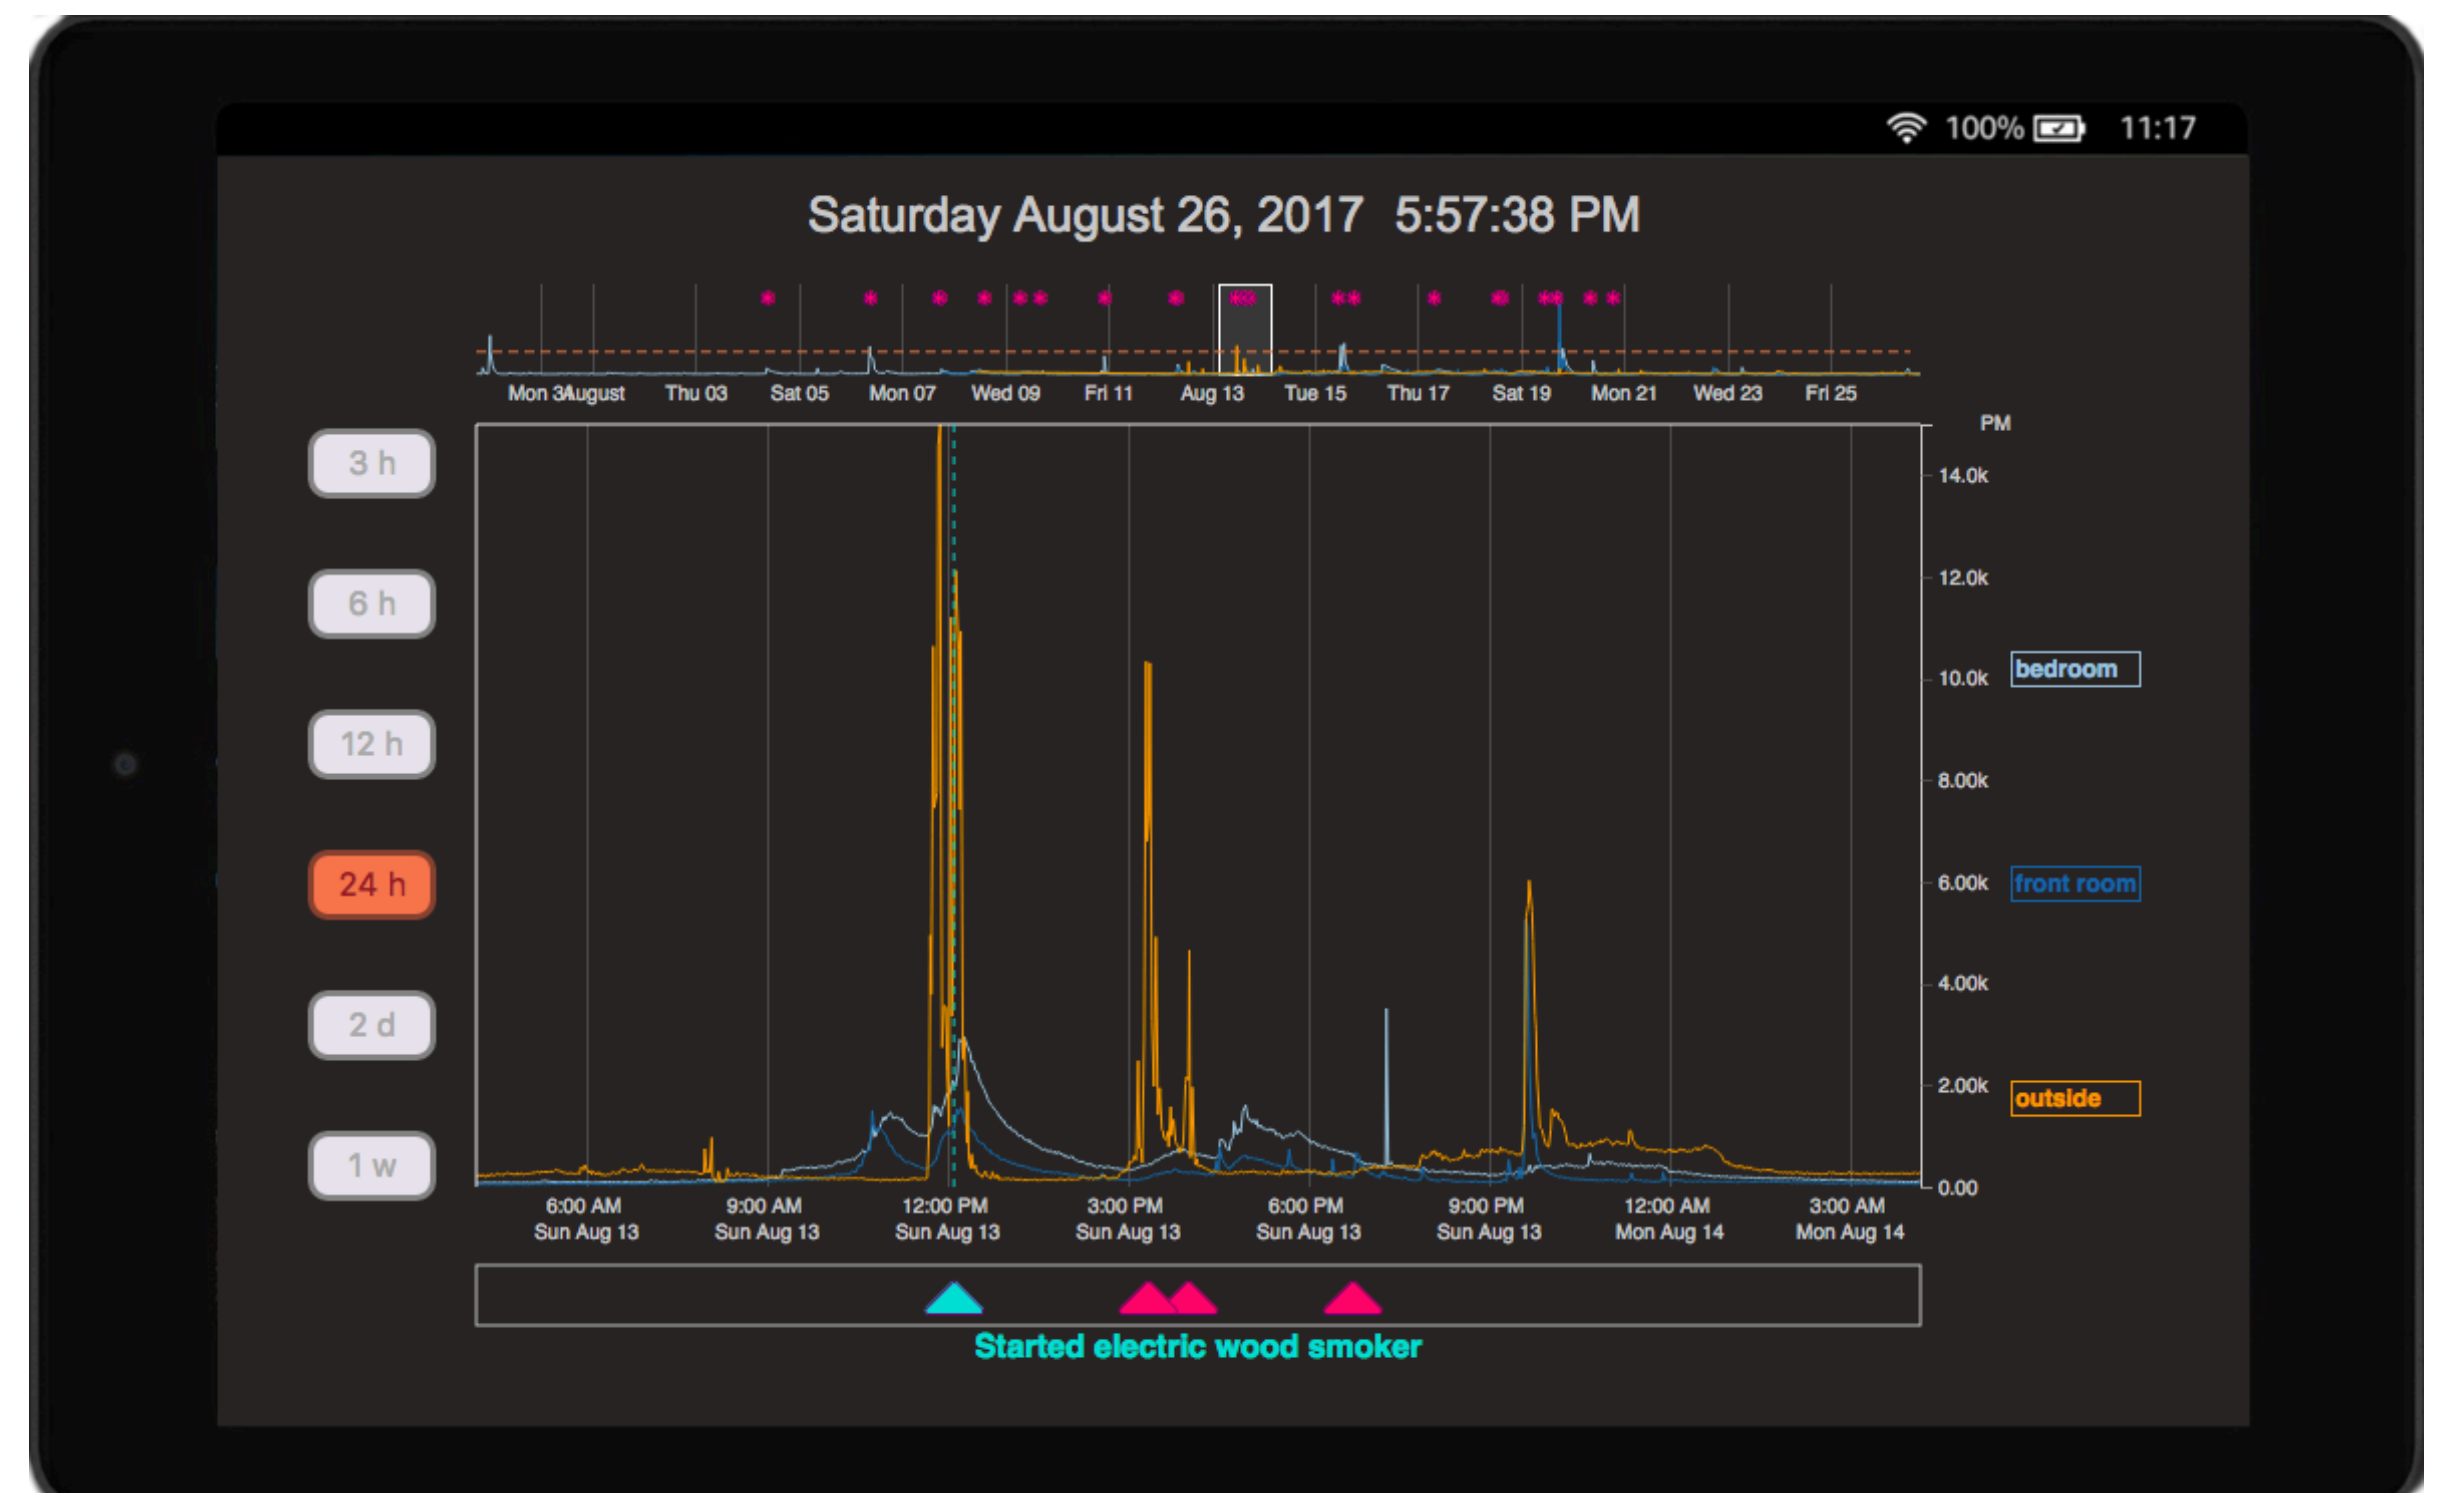 100% 11:17
Saturday August 26, 2017 5:57:38 PM
* * * * * * * * *** ** * ** ** * *
Mon 31 August Thu 03 Sat 05 Mon 07 Wed 09 Fri 11 Aug 13 Tue 15 Thu 17 Sat 19 Mon 21 Wed 23 Fri 25
PM
3 h
14.0k
12.0k
6 h
10.0k bedroom
12 h
8.00k
24 h
6.00k front room
4.00k
2 d
2.00k outside
1 w
0.00
6:00 AM 9:00 AM 12:00 PM 3:00 PM 6:00 PM 9:00 PM 12:00 AM 3:00 AM
Sun Aug 13 Sun Aug 13 Sun Aug 13 Sun Aug 13 Sun Aug 13 Sun Aug 13 Mon Aug 14 Mon Aug 14
Started electric wood smoker